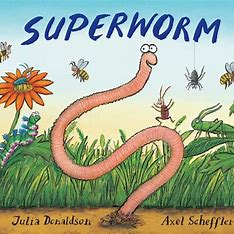 SUPERWORM
Julia Donaldson Axel Scheffler